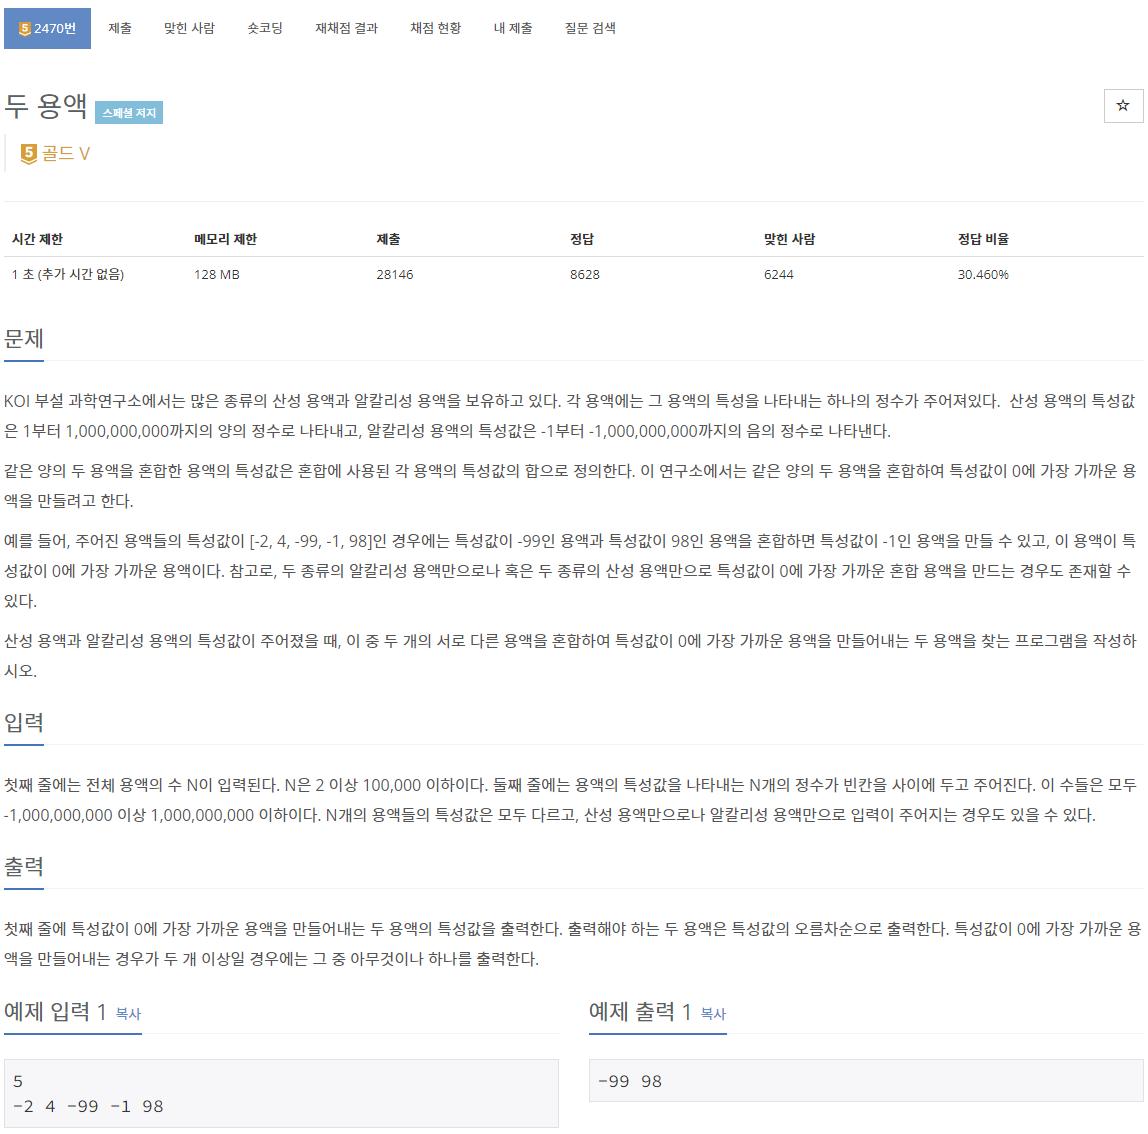 5 2470번 제출 맞힌 사람 숏코딩 재채점 결과 채점 현황 내 제출 질문 검색
두 용액 스페셜 저지
☆
5 골드 V
시간 제한 메모리 제한 제출 정답 맞힌 사람 정답 비율
1 초 (추가 시간 없음) 128 MB 28146 8628 6244 30.460%
문제
KOI 부설 과학연구소에서는 많은 종류의 산성 용액과 알칼리성 용액을 보유하고 있다. 각 용액에는 그 용액의 특성을 나타내는 하나의 정수가 주어져있다. 산성 용액의 특성값
은 1부터 1,000,000,000까지의 양의 정수로 나타내고, 알칼리성 용액의 특성값은 -1부터 -1,000,000,000까지의 음의 정수로 나타낸다.
같은 양의 두 용액을 혼합한 용액의 특성값은 혼합에 사용된 각 용액의 특성값의 합으로 정의한다. 이 연구소에서는 같은 양의 두 용액을 혼합하여 특성값이 0에 가장 가까운 용
액을 만들려고 한다.
예를 들어, 주어진 용액들의 특성값이 [-2, 4, -99, -1, 98]인 경우에는 특성값이 -99인 용액과 특성값이 98인 용액을 혼합하면 특성값이 -1인 용액을 만들 수 있고, 이 용액이 특
성값이 0에 가장 가까운 용액이다. 참고로, 두 종류의 알칼리성 용액만으로나 혹은 두 종류의 산성 용액만으로 특성값이 0에 가장 가까운 혼합 용액을 만드는 경우도 존재할 수
있다.
산성 용액과 알칼리성 용액의 특성값이 주어졌을 때, 이 중 두 개의 서로 다른 용액을 혼합하여 특성값이 0에 가장 가까운 용액을 만들어내는 두 용액을 찾는 프로그램을 작성하
시오.
입력
첫째 줄에는 전체 용액의 수 N이 입력된다. N은 2 이상 100,000 이하이다. 둘째 줄에는 용액의 특성값을 나타내는 N개의 정수가 빈칸을 사이에 두고 주어진다. 이 수들은 모두
-1,000,000,000 이상 1,000,000,000 이하이다. N개의 용액들의 특성값은 모두 다르고, 산성 용액만으로나 알칼리성 용액만으로 입력이 주어지는 경우도 있을 수 있다.
출력
첫째 줄에 특성값이 0에 가장 가까운 용액을 만들어내는 두 용액의 특성값을 출력한다. 출력해야 하는 두 용액은 특성값의 오름차순으로 출력한다. 특성값이 0에 가장 가까운 용
액을 만들어내는 경우가 두 개 이상일 경우에는 그 중 아무것이나 하나를 출력한다.
예제 입력 1 복사
5
-2 4 -99 -1 98
예제 출력 1 복사
-99 98